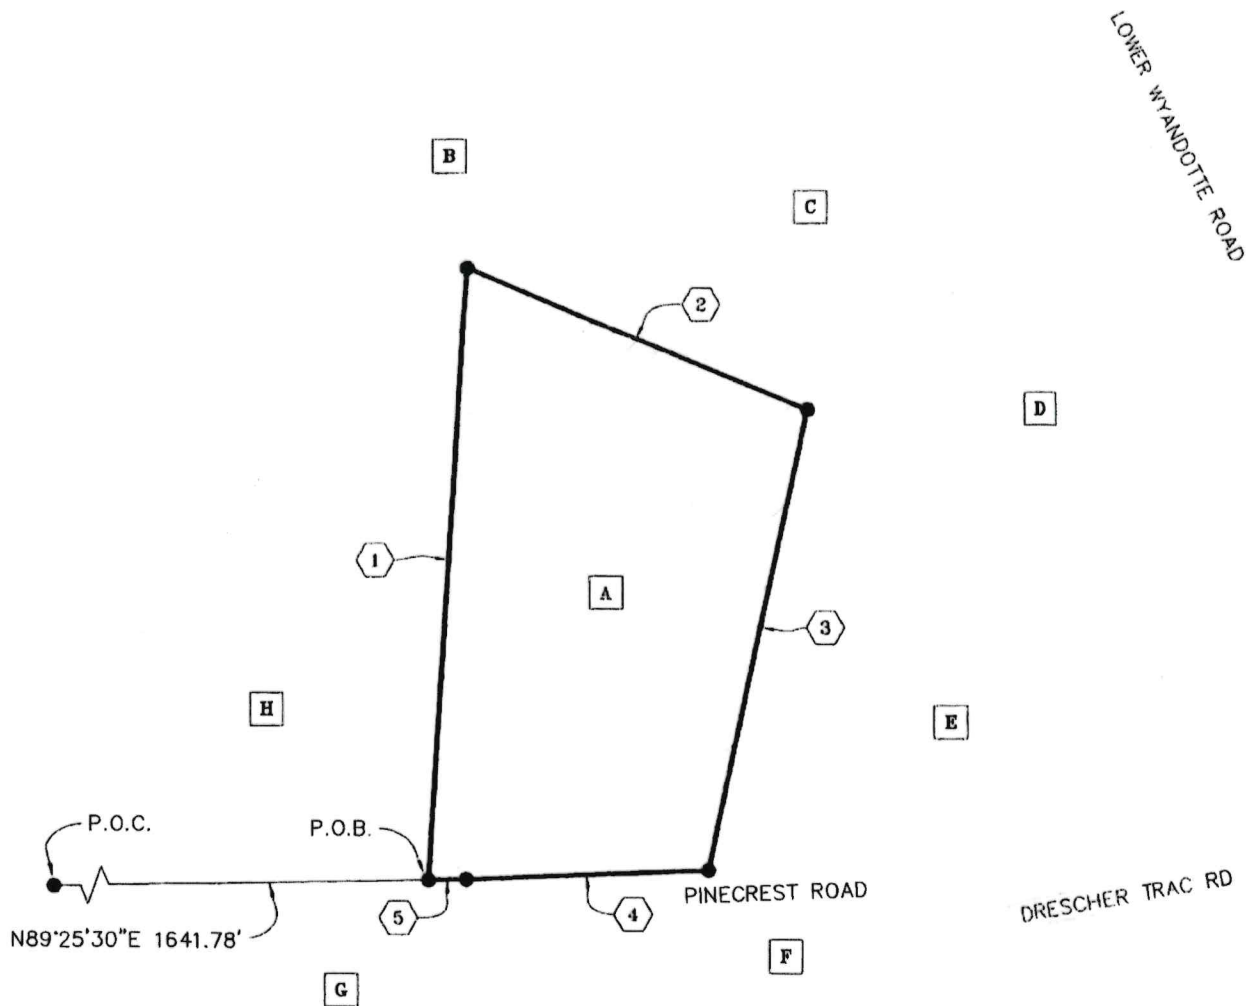 LOWER WYANDOTTE ROAD
B
C
2
D
1
A
3
H
E
P.O.C.
P.O.B.
5
4
PINECREST ROAD
DRESCHER TRAC RD
N89°25'30"E 1641.78'
F
G